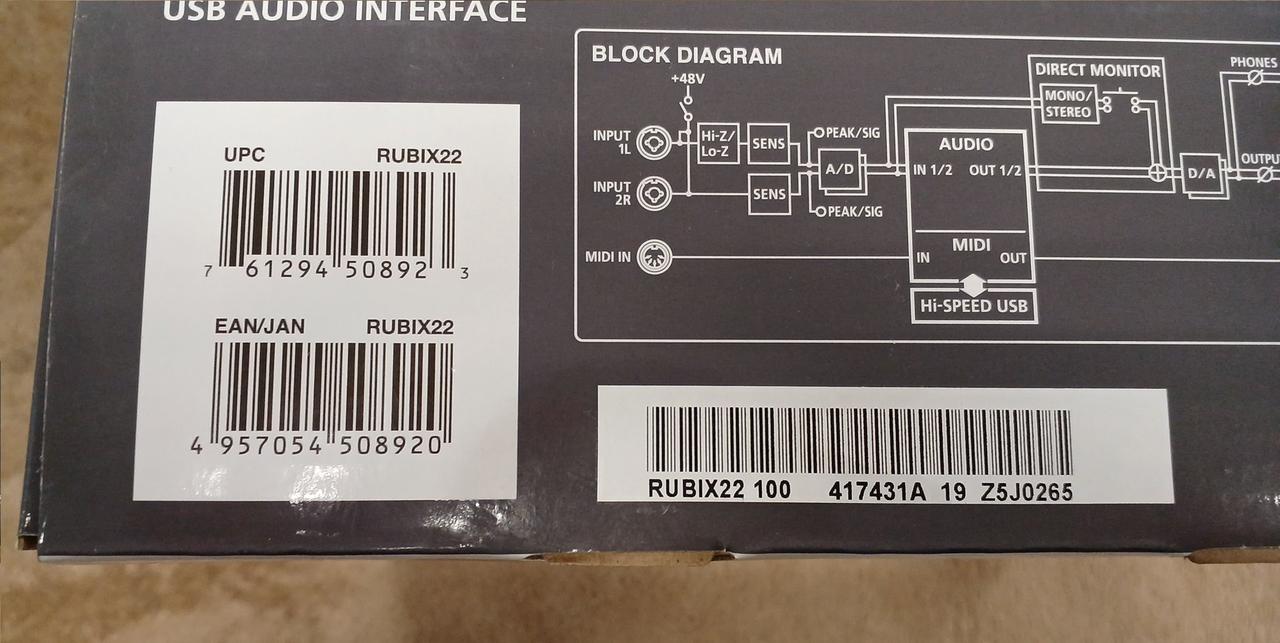 USB AUDIO INTERFACE
UPC RUBIX22
7 61294 50892 3
EAN/JAN RUBIX22
4 957054 508920
BLOCK DIAGRAM
+48V
INPUT
1L
Hi-Z/
Lo-Z
SENS
PEAK/SIG
INPUT
2R
SENS
PEAK/SIG
A/D
MIDI IN
AUDIO
IN 1/2 OUT 1/2
MIDI
IN OUT
Hi-SPEED USB
DIRECT MONITOR
MONO/
STEREO
D/A
PHONES
OUTPU
RUBIX22 100 417431A 19 Z5J0265